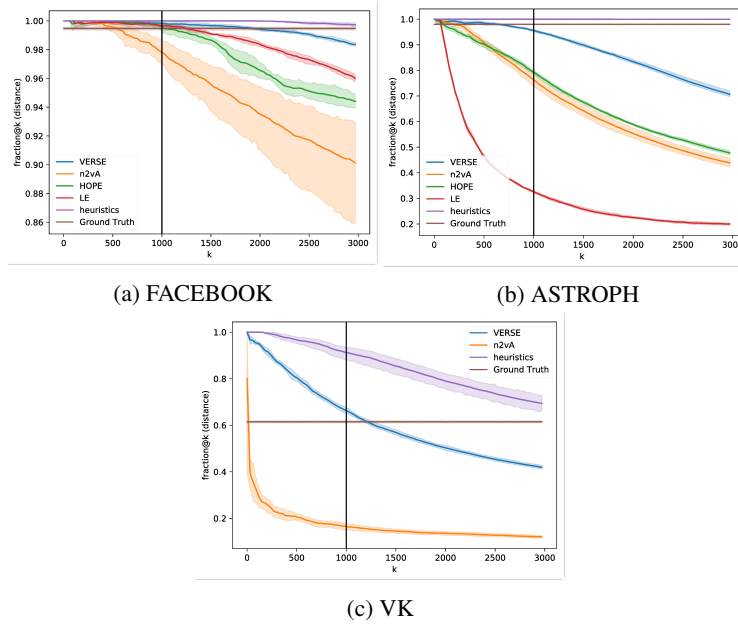 1.00
0.98
0.96
0.94
0.92
0.90
0.88
0.86
fraction@k (distance)
VERSE
n2vA
HOPE
LE
heuristics
Ground Truth
0 500 1000 1500 2000 2500 3000
k
(a) FACEBOOK
1.0
0.9
0.8
0.7
0.6
0.5
0.4
0.3
0.2
fraction@k (distance)
VERSE
n2vA
HOPE
LE
heuristics
Ground Truth
0 500 1000 1500 2000 2500 3000
k
(b) ASTROPH
1.0
0.8
0.6
0.4
0.2
fraction@k (distance)
VERSE
n2vA
heuristics
Ground Truth
0 500 1000 1500 2000 2500 3000
k
(c) VK